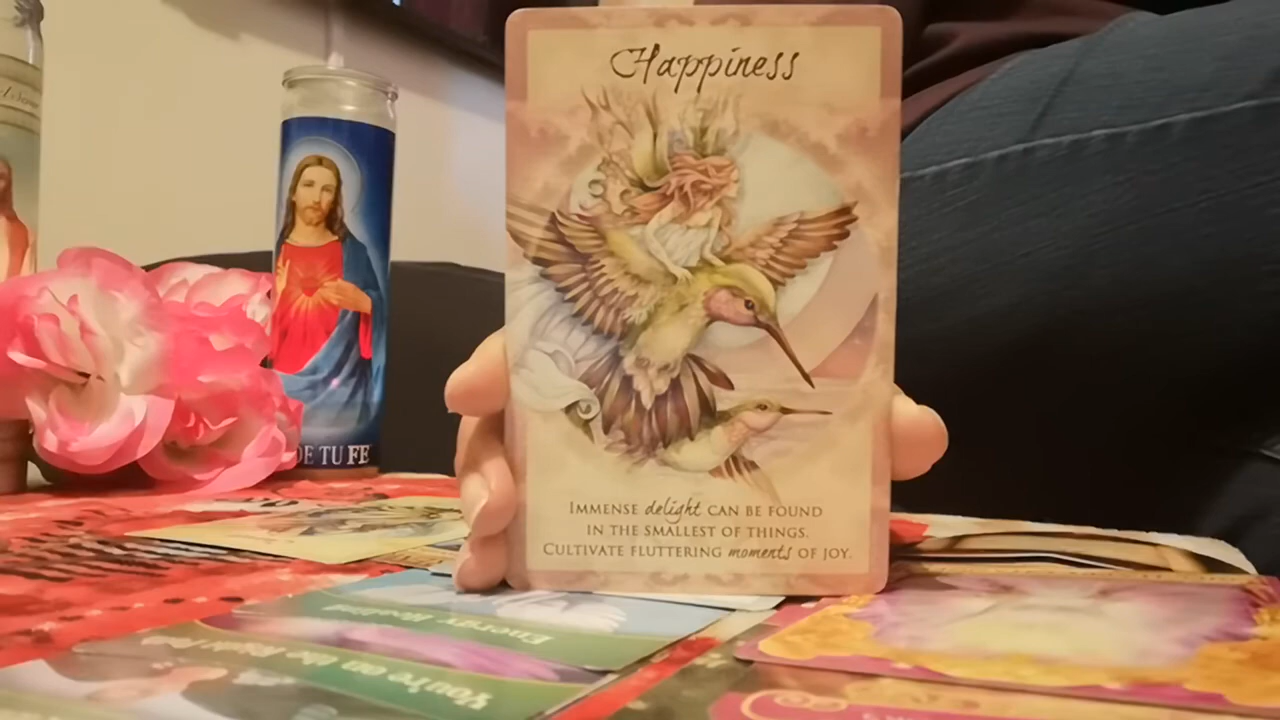 Happiness
IMMENSE delight CAN BE FOUND
IN THE SMALLEST OF THINGS.
CULTIVATE FLUTTERING moments OF JOY.
DE TU FE
Energy Healing
You're on the Right Path